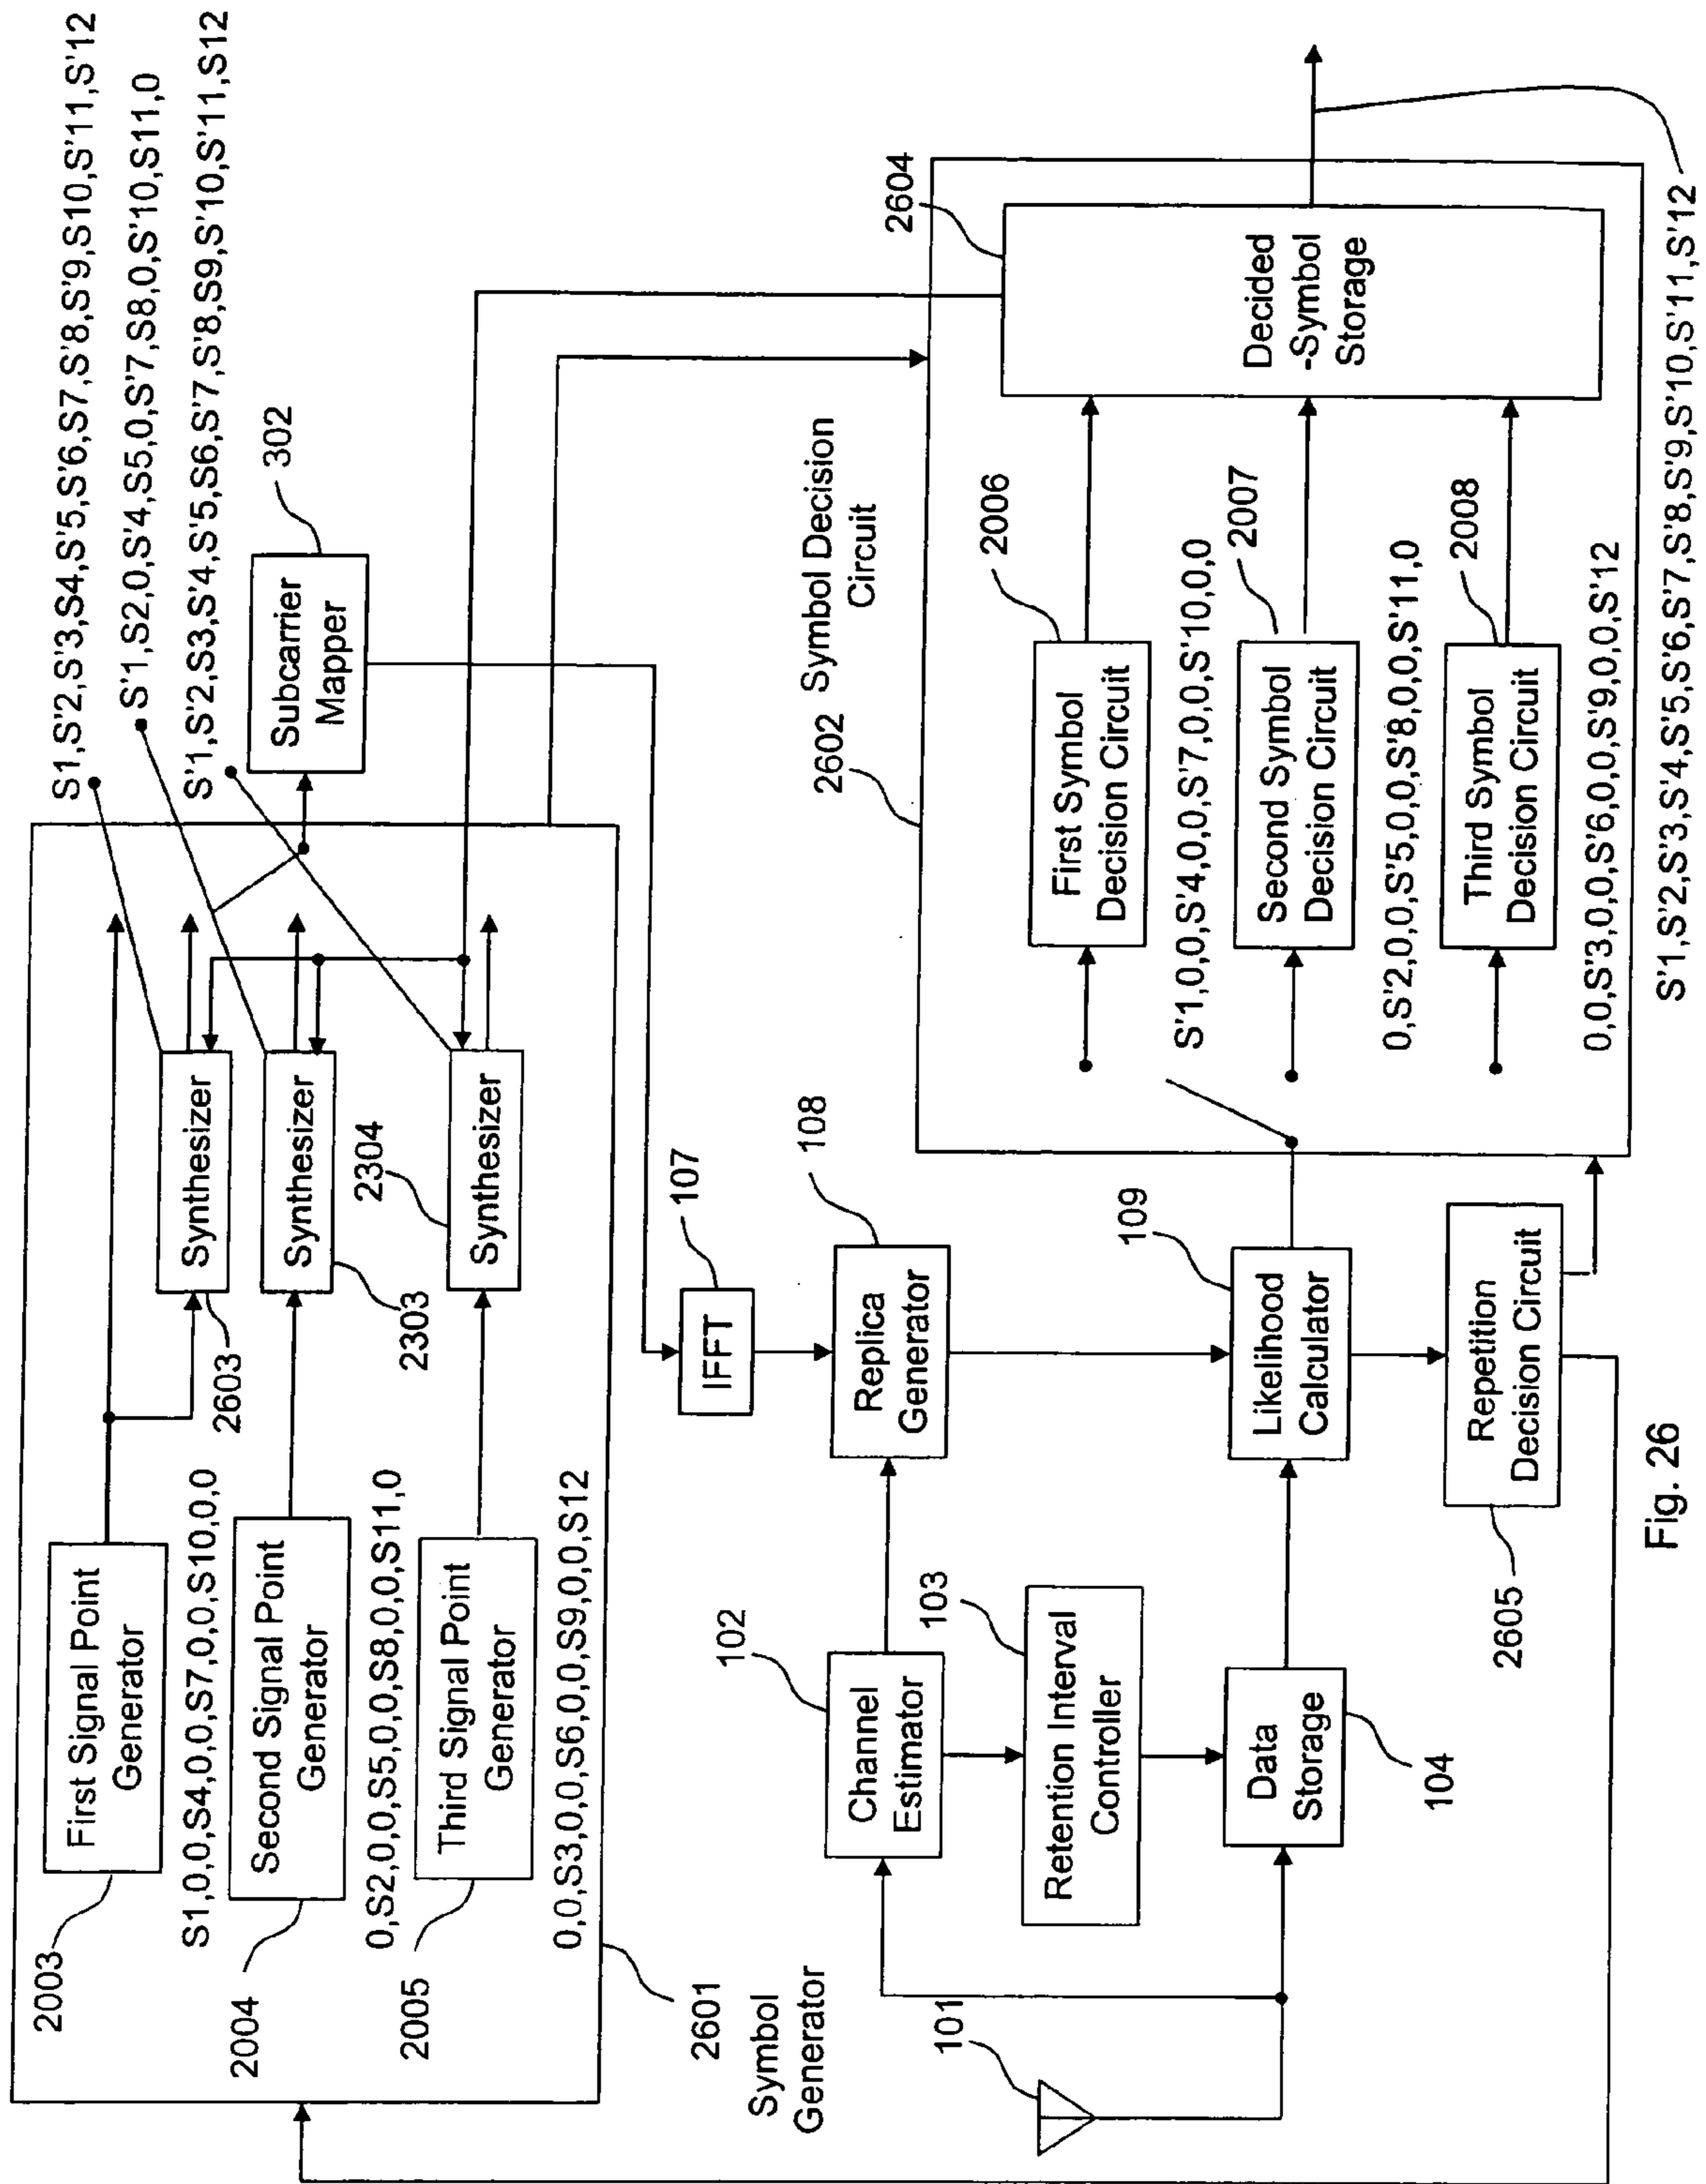 2003
First Signal Point
Generator
S1,0,0,S4,0,0,S7,0,0,S10,0,0
2004
Second Signal Point
Generator
0,S2,0,0,S5,0,0,S8,0,0,S11,0
2005
Third Signal Point
Generator
0,0,S3,0,0,S6,0,0,S9,0,0,S12
2601
Symbol
Generator
Synthesizer
2603
Synthesizer
2303
2304
Synthesizer
S1,S'2,S'3,S4,S'5,S'6,S7,S'8,S'9,S10,S'11,S'12
S'1,S2,0,S'4,S5,0,S'7,S8,0,S'10,S11,0
S'1,S'2,S3,S'4,S'5,S6,S'7,S'8,S9,S'10,S'11,S12
Subcarrier
Mapper
302
IFFT
107
Replica
Generator
108
101
Channel
Estimator
102
Retention Interval
Controller
103
Data
Storage
104
Likelihood
Calculator
109
Repetition
Decision Circuit
2605
2602
Symbol Decision
Circuit
First Symbol
Decision Circuit
2006
S'1,0,0,S'4,0,0,S'7,0,0,S'10,0,0
Second Symbol
Decision Circuit
2007
0,S'2,0,0,S'5,0,0,S'8,0,0,S'11,0
Third Symbol
Decision Circuit
2008
0,0,S'3,0,0,S'6,0,0,S'9,0,0,S'12
Decided
-Symbol
Storage
2604
S'1,S'2,S'3,S'4,S'5,S'6,S'7,S'8,S'9,S'10,S'11,S'12
Fig. 26